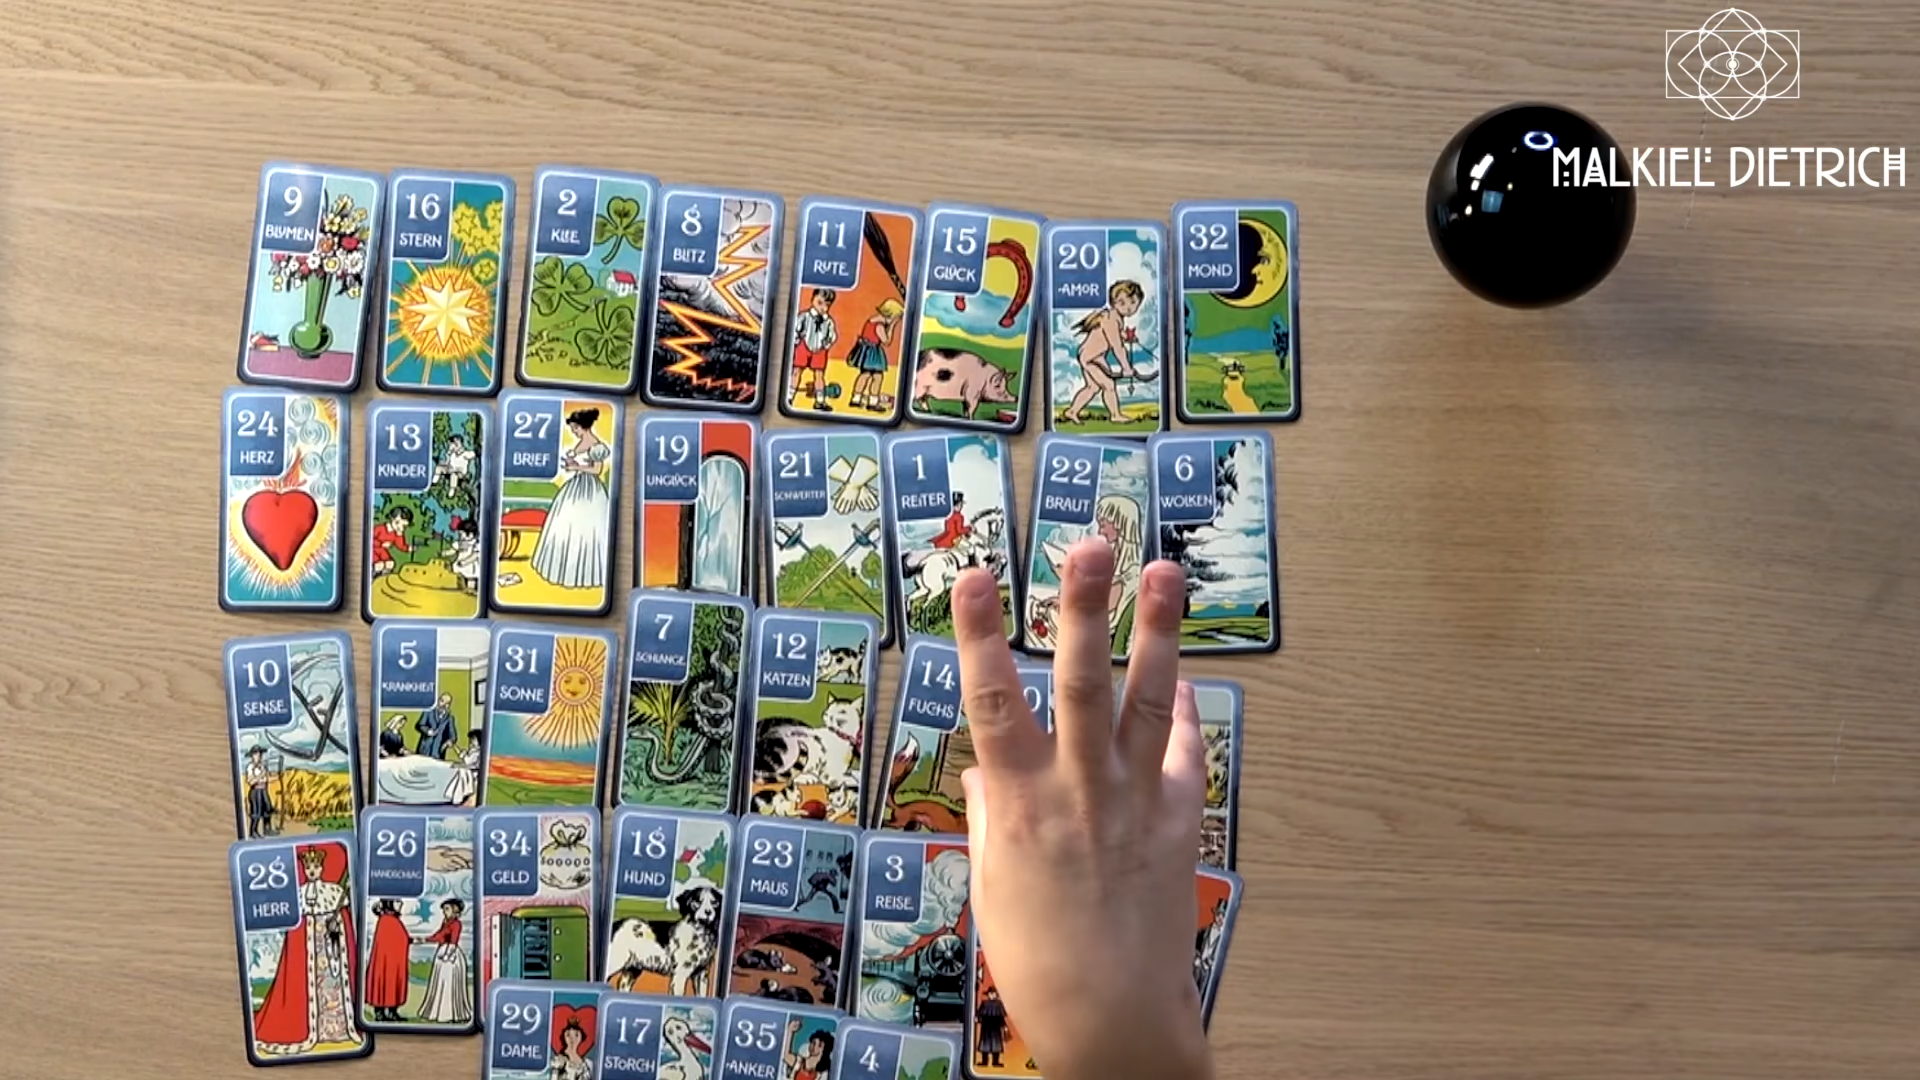 MALKIEL DIETRICH
9
BLUMEN
16
STERN
2
KLEE
8
BLITZ
11
RUTE
15
GLÜCK
20
AMOR
32
MOND
24
HERZ
13
KINDER
27
BRIEF
19
UNGLÜCK
21
SCHWERTER
1
REITER
22
BRAUT
6
WOLKEN
10
SENSE
5
KRANKHEIT
31
SONNE
7
SCHLANGE
12
KATZEN
14
FUCHS
28
HERR
26
HANDSCHLAG
34
GELD
18
HUND
23
MAUS
3
REISE
29
DAME
17
STORCH
35
ANKER
4